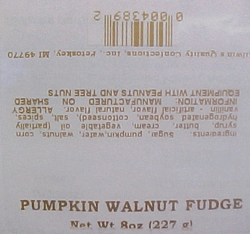 PUMPKIN WALNUT FUDGE
Net Wt 8oz (227 g)
Ingredients: Sugar, pumpkin, water, walnuts, corn
syrup, butter, cream, vegetable oil (partially
hydrogenated soybean, cottonseed), salt, spices,
vanilla - artificial flavor, natural flavor. ALLERGY
INFORMATION: MANUFACTURED ON SHARED
EQUIPMENT WITH PEANUTS AND TREE NUTS
Quality Confections, Inc., Petoskey, MI 49770
0 004389 2